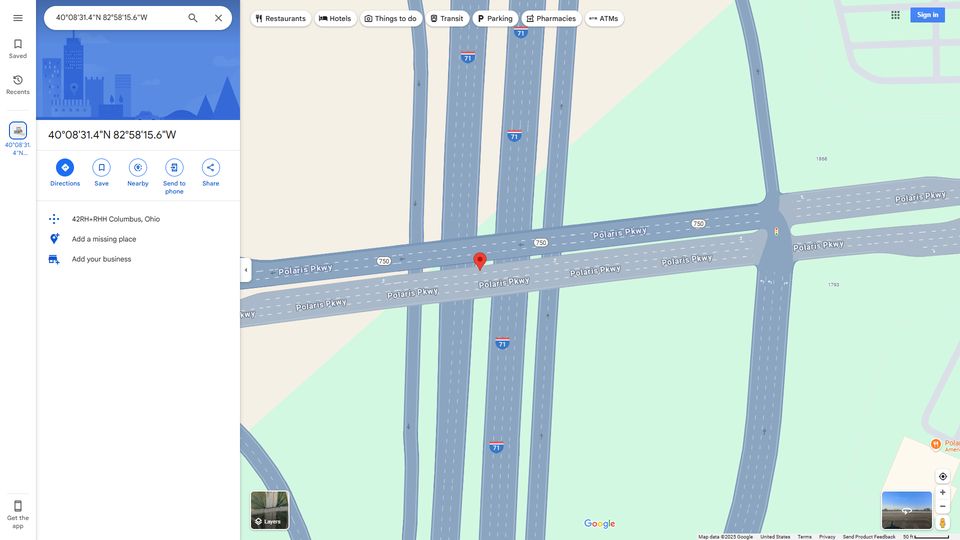 40°08'31.4"N 82°58'15.6"W
Restaurants
Hotels
Things to do
Transit
Parking
Pharmacies
ATMs
Sign in
Saved
Recents
40°08'31.
4"N...
40°08'31.4"N 82°58'15.6"W
Directions
Save
Nearby
Send to
phone
Share
42RH+RHH Columbus, Ohio
Add a missing place
Add your business
Get the
app
71
71
71
71
71
1868
Polaris Pkwy
750
Polaris Pkwy
750
Polaris Pkwy
750
Polaris Pkwy
Polaris Pkwy
Polaris Pkwy
Polaris Pkwy
Polaris Pkwy
Polaris Pkwy
kwy
1793
Pola
Ameri
Layers
Google
Map data ©2025 Google
United States
Terms
Privacy
Send Product Feedback
50 ft